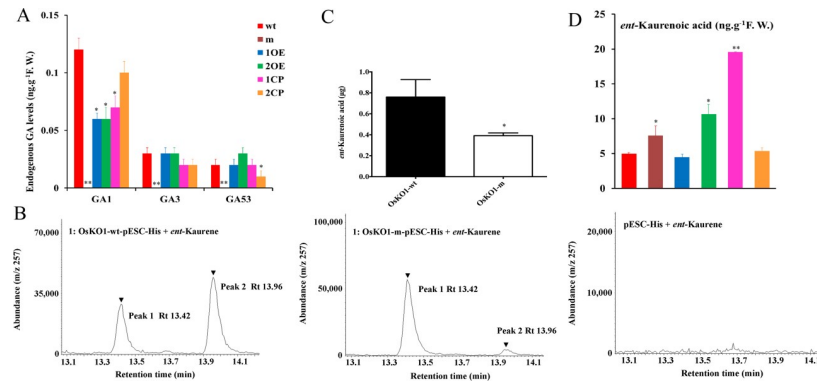 A
Endogenous GA levels (ng.g⁻¹F. W.)
0.15
0.1
0.05
0
wt
m
1OE
2OE
1CP
2CP
**
*
*
*
**
**
*
GA1
GA3
GA53
C
ent-Kaurenoic acid (μg)
1.0
0.8
0.6
0.4
0.2
0.0
*
OsKO1-wt
OsKO1-m
D
ent-Kaurenoic acid (ng.g⁻¹F. W.)
25
20
15
10
5
0
*
*
**
B
Abundance (m/z 257)
70,000
35,000
0
1: OsKO1-wt-pESC-His + ent-Kaurene
Peak 1 Rt 13.42
Peak 2 Rt 13.96
13.1 13.3 13.5 13.7 13.9 14.1
Retention time (min)
Abundance (m/z 257)
100,000
50,000
0
1: OsKO1-m-pESC-His + ent-Kaurene
Peak 1 Rt 13.42
Peak 2 Rt 13.96
13.1 13.3 13.5 13.7 13.9 14.1
Retention time (min)
Abundance (m/z 257)
20,000
10,000
0
pESC-His + ent-Kaurene
13.1 13.3 13.5 13.7 13.9 14.1
Retention time (min)